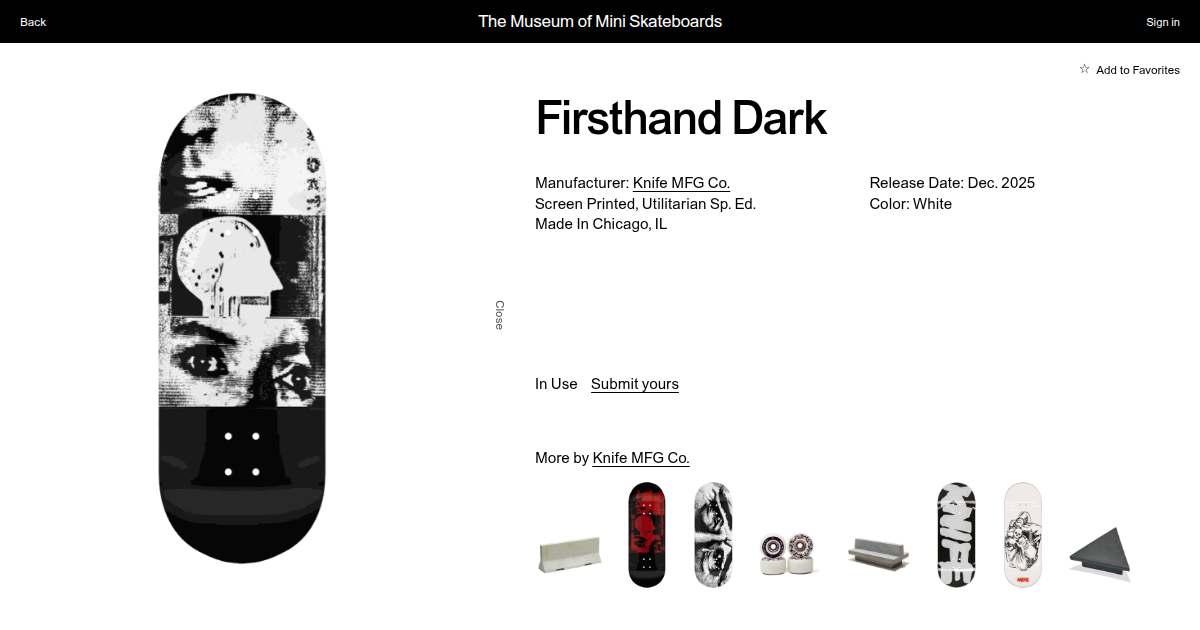 Back
The Museum of Mini Skateboards
Sign in
☆ Add to Favorites
Firsthand Dark
Manufacturer: Knife MFG Co.
Screen Printed, Utilitarian Sp. Ed.
Made In Chicago, IL
Release Date: Dec. 2025
Color: White
Close
In Use Submit yours
More by Knife MFG Co.
KNIFE